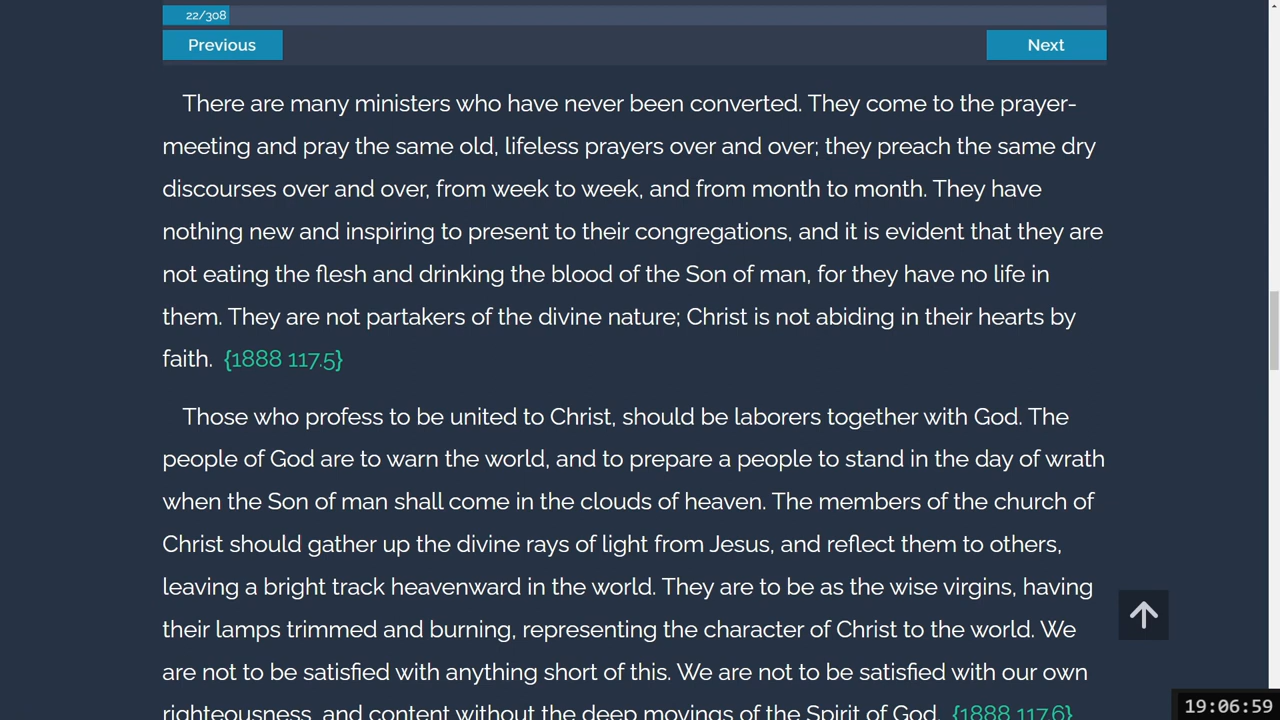 22/308
Previous
Next
There are many ministers who have never been converted. They come to the prayer-
meeting and pray the same old, lifeless prayers over and over; they preach the same dry
discourses over and over, from week to week, and from month to month. They have
nothing new and inspiring to present to their congregations, and it is evident that they are
not eating the flesh and drinking the blood of the Son of man, for they have no life in
them. They are not partakers of the divine nature; Christ is not abiding in their hearts by
faith. {1888 117.5}
Those who profess to be united to Christ, should be laborers together with God. The
people of God are to warn the world, and to prepare a people to stand in the day of wrath
when the Son of man shall come in the clouds of heaven. The members of the church of
Christ should gather up the divine rays of light from Jesus, and reflect them to others,
leaving a bright track heavenward in the world. They are to be as the wise virgins, having
their lamps trimmed and burning, representing the character of Christ to the world. We
are not to be satisfied with anything short of this. We are not to be satisfied with our own
righteousness, and content without the deep movings of the Spirit of God. {1888 117.6}
19:06:59